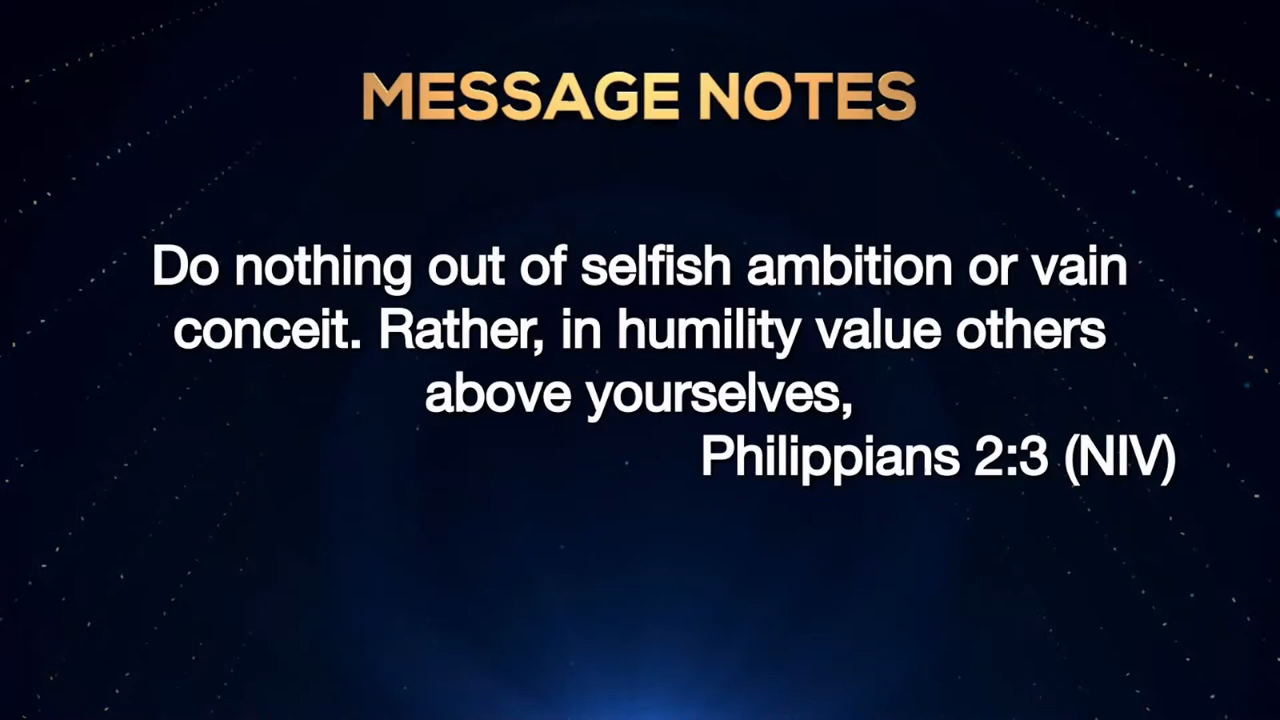 MESSAGE NOTES
Do nothing out of selfish ambition or vain
conceit. Rather, in humility value others
above yourselves,
Philippians 2:3 (NIV)